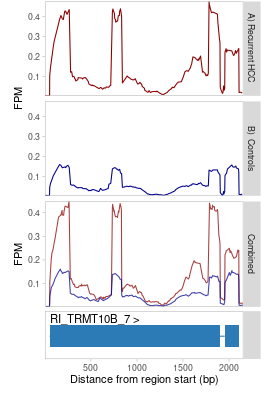 FPM
0.4
0.3
0.2
0.1
A) Recurrent HCC
0.4
0.3
0.2
0.1
B) Controls
FPM
0.4
0.3
0.2
0.1
Combined
RI_TRMT10B_7 >
500 1000 1500 2000
Distance from region start (bp)